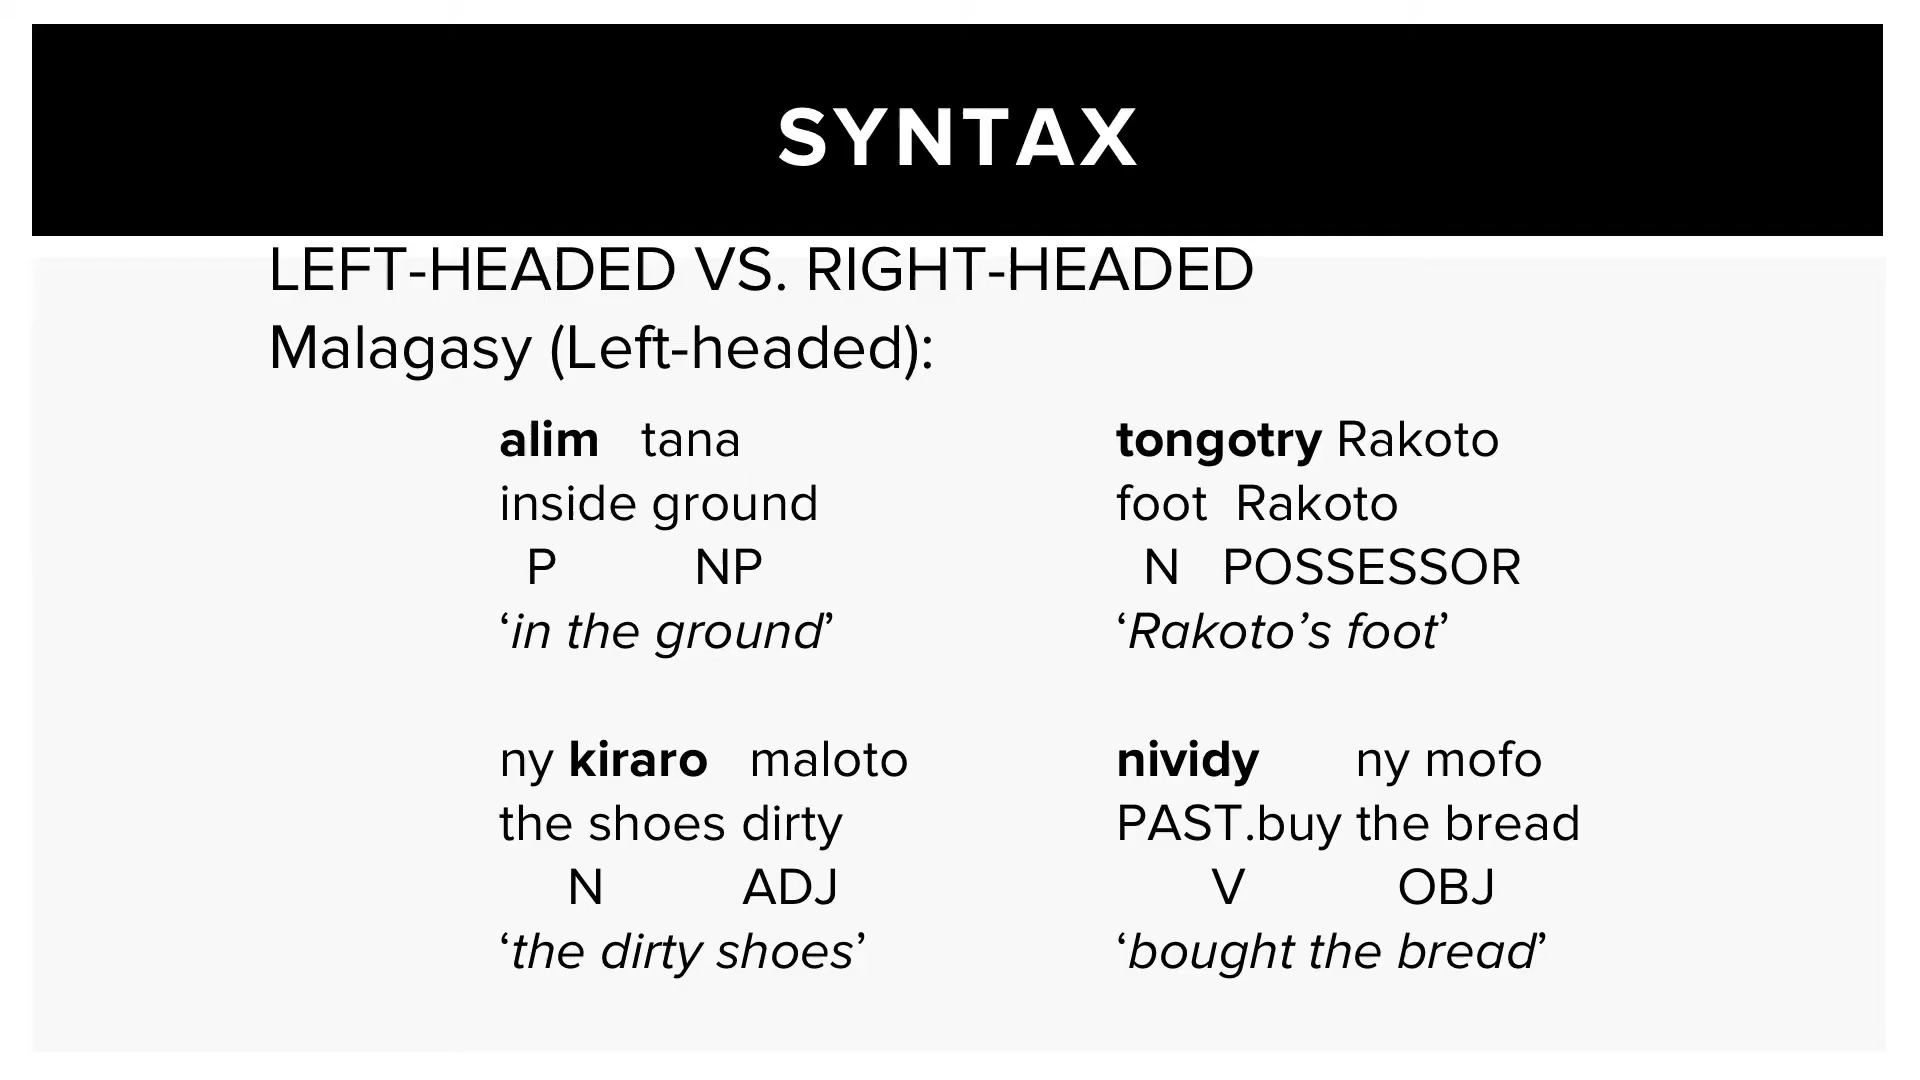 SYNTAX
LEFT-HEADED VS. RIGHT-HEADED
Malagasy (Left-headed):
alim tana
inside ground
P NP
‘in the ground’
tongotry Rakoto
foot Rakoto
N POSSESSOR
‘Rakoto’s foot’
ny kiraro maloto
the shoes dirty
N ADJ
‘the dirty shoes’
nividy ny mofo
PAST.buy the bread
V OBJ
‘bought the bread’